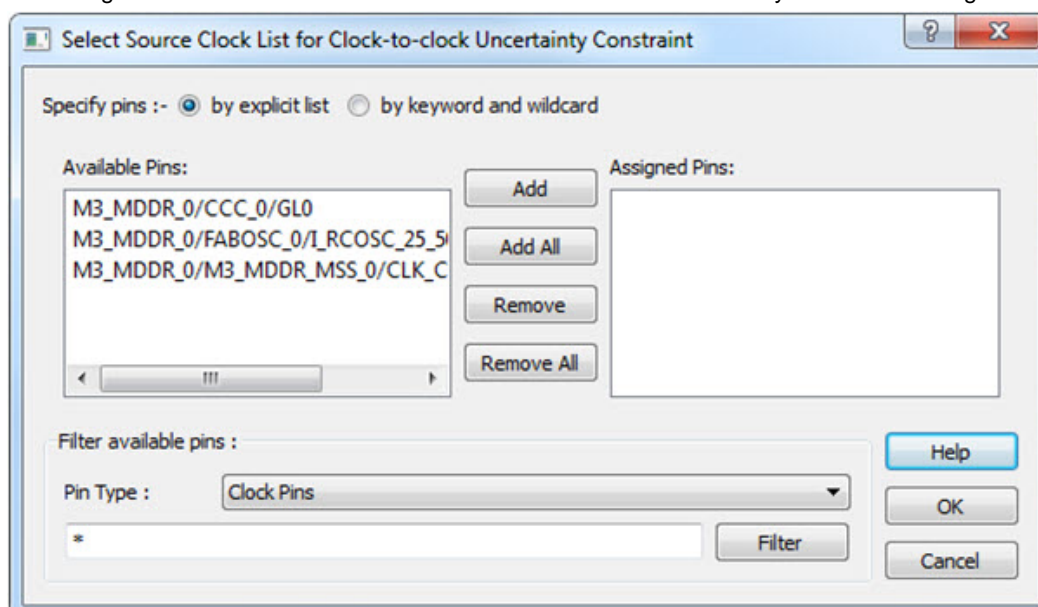 Select Source Clock List for Clock-to-clock Uncertainty Constraint
Specify pins :- by explicit list by keyword and wildcard
Available Pins:
Assigned Pins:
M3_MDDR_0/CCC_0/GL0
M3_MDDR_0/FABOSC_0/I_RCOSC_25_5
M3_MDDR_0/M3_MDDR_MSS_0/CLK_C
Add
Add All
Remove
Remove All
Filter available pins :
Pin Type : Clock Pins
*
Filter
Help
OK
Cancel